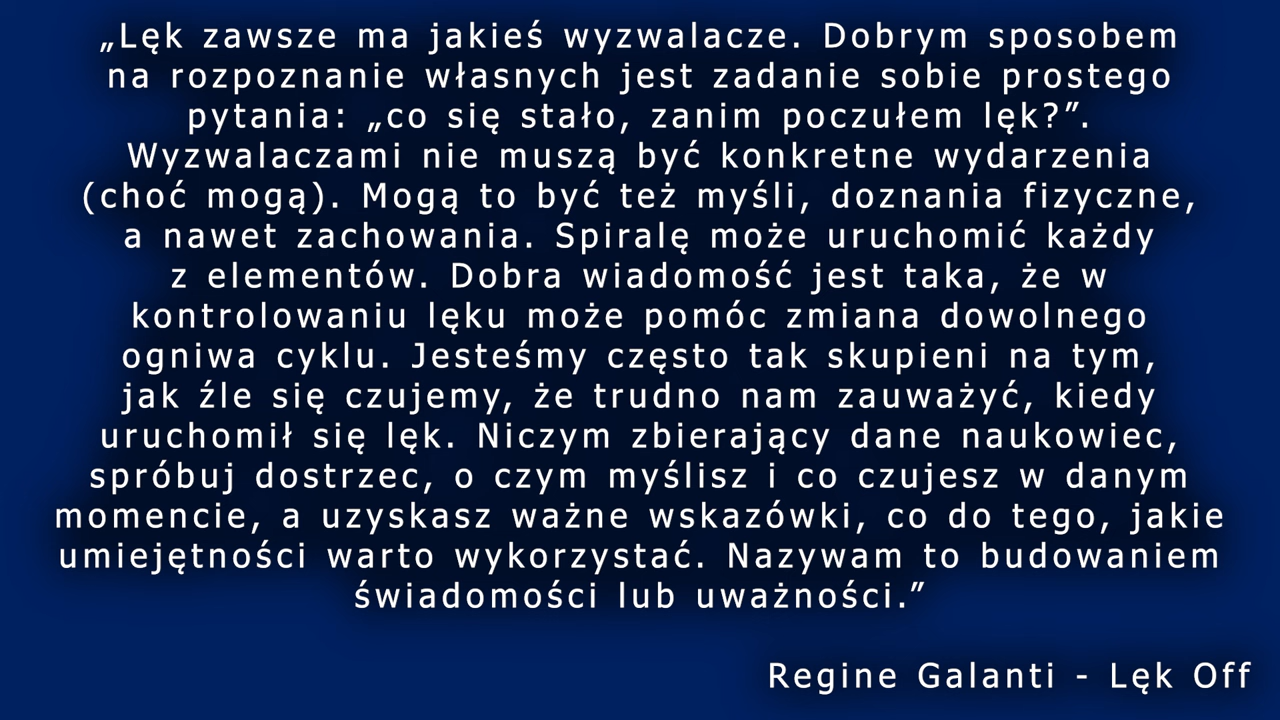 „Lęk zawsze ma jakieś wyzwalacze. Dobrym sposobem
na rozpoznanie własnych jest zadanie sobie prostego
pytania: „co się stało, zanim poczułem lęk?”.
Wyzwalaczami nie muszą być konkretne wydarzenia
(choć mogą). Mogą to być też myśli, doznania fizyczne,
a nawet zachowania. Spiralę może uruchomić każdy
z elementów. Dobra wiadomość jest taka, że w
kontrolowaniu lęku może pomóc zmiana dowolnego
ogniwa cyklu. Jesteśmy często tak skupieni na tym,
jak źle się czujemy, że trudno nam zauważyć, kiedy
uruchomił się lęk. Niczym zbierający dane naukowiec,
spróbuj dostrzec, o czym myślisz i co czujesz w danym
momencie, a uzyskasz ważne wskazówki, co do tego, jakie
umiejętności warto wykorzystać. Nazywam to budowaniem
świadomości lub uważności.”
Regine Galanti - Lęk Off